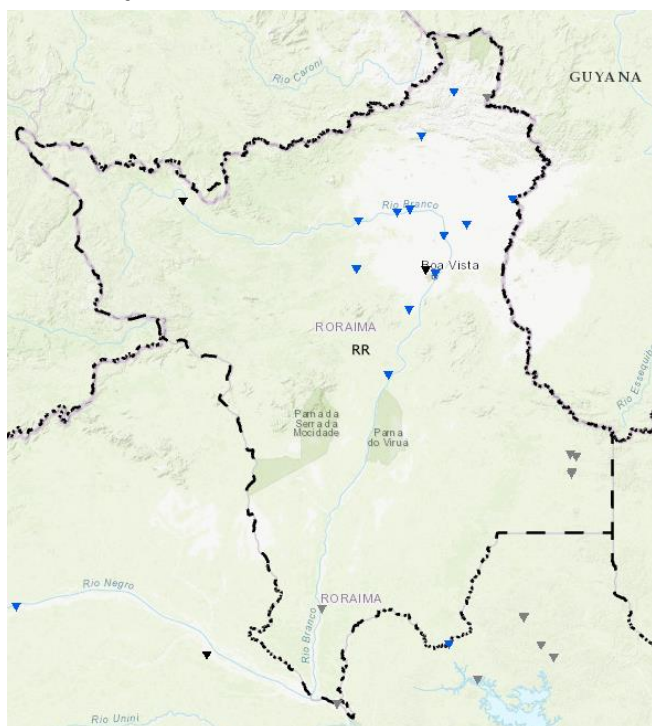 Rio Caroni
GUYANA
Rio Branco
Boa Vista
RORAIMA
RR
Rio Essequibo
Parna da
Serra da
Mocidade
Parna
do Virua
Rio Negro
RORAIMA
Rio Branco
Rio Unini